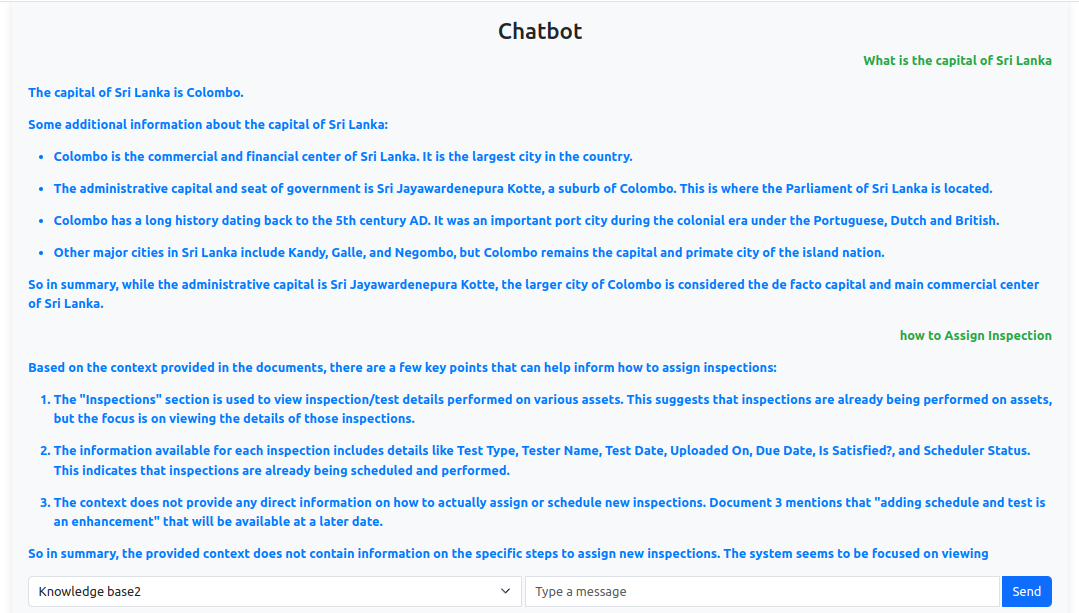 Chatbot
What is the capital of Sri Lanka
The capital of Sri Lanka is Colombo.
Some additional information about the capital of Sri Lanka:
• Colombo is the commercial and financial center of Sri Lanka. It is the largest city in the country.
• The administrative capital and seat of government is Sri Jayawardenepura Kotte, a suburb of Colombo. This is where the Parliament of Sri Lanka is located.
• Colombo has a long history dating back to the 5th century AD. It was an important port city during the colonial era under the Portuguese, Dutch and British.
• Other major cities in Sri Lanka include Kandy, Galle, and Negombo, but Colombo remains the capital and primate city of the island nation.
So in summary, while the administrative capital is Sri Jayawardenepura Kotte, the larger city of Colombo is considered the de facto capital and main commercial center
of Sri Lanka.
how to Assign Inspection
Based on the context provided in the documents, there are a few key points that can help inform how to assign inspections:
1. The "Inspections" section is used to view inspection/test details performed on various assets. This suggests that inspections are already being performed on assets,
but the focus is on viewing the details of those inspections.
2. The information available for each inspection includes details like Test Type, Tester Name, Test Date, Uploaded On, Due Date, Is Satisfied?, and Scheduler Status.
This indicates that inspections are already being scheduled and performed.
3. The context does not provide any direct information on how to actually assign or schedule new inspections. Document 3 mentions that "adding schedule and test is
an enhancement" that will be available at a later date.
So in summary, the provided context does not contain information on the specific steps to assign new inspections. The system seems to be focused on viewing
Knowledge base2 Type a message Send